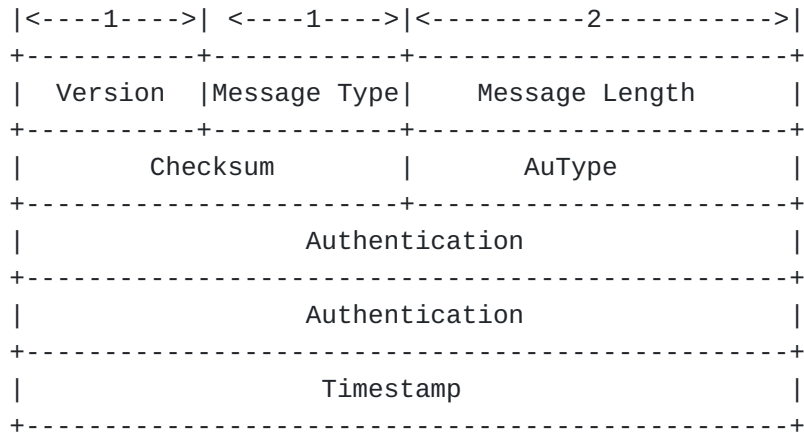 |<----1---->| <----1---->|<----------2----------->|
+-----------+------------+------------------------+
|  Version  |Message Type|    Message Length      |
+-----------+------------+------------------------+
|        Checksum        |       AuType           |
+------------------------+------------------------+
|                  Authentication                 |
+-------------------------------------------------+
|                  Authentication                 |
+-------------------------------------------------+
|                   Timestamp                     |
+-------------------------------------------------+